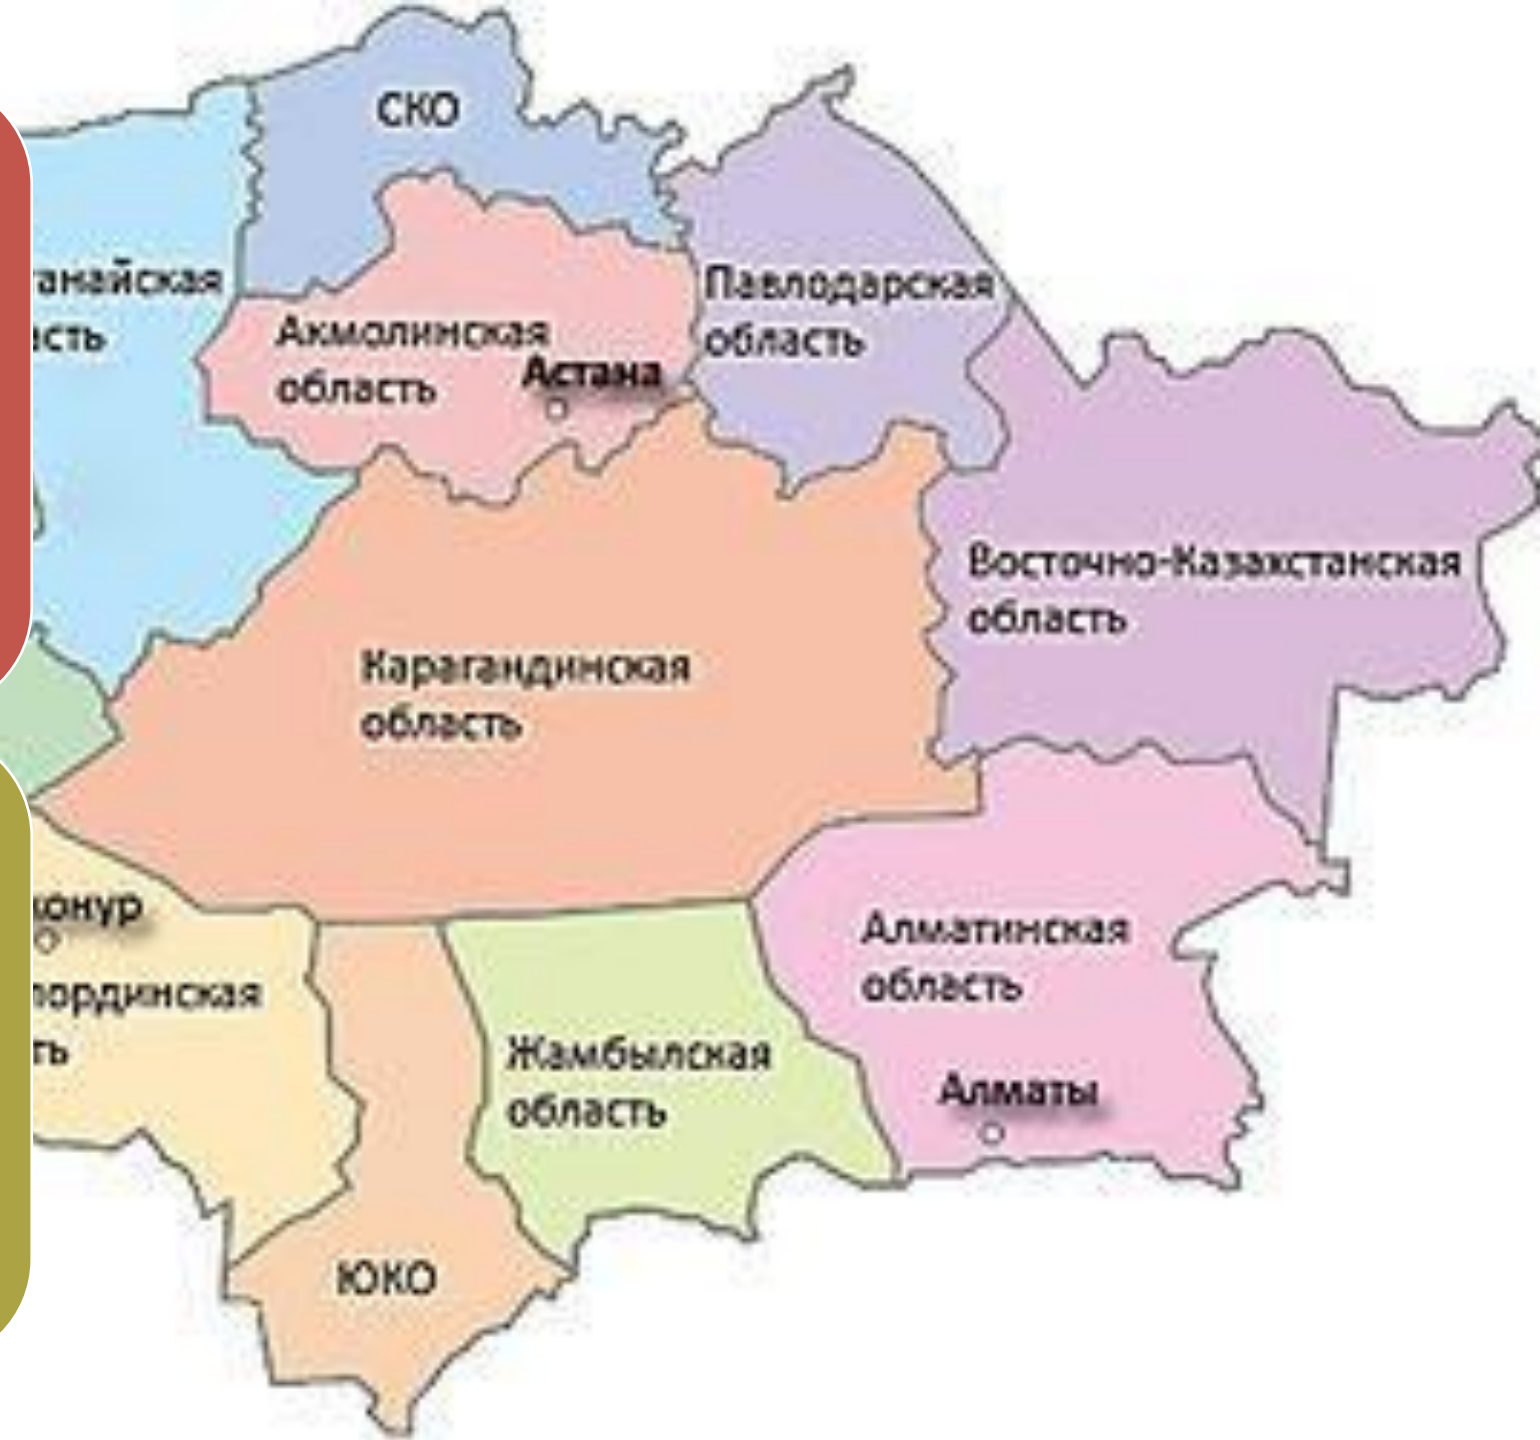 СКО
Павлодарская
область
Акмолинская
область
Астана
Восточно-Казахстанская
область
Карагандинская
область
Алматинская
область
Жамбылская
область
Алматы
ЮКО